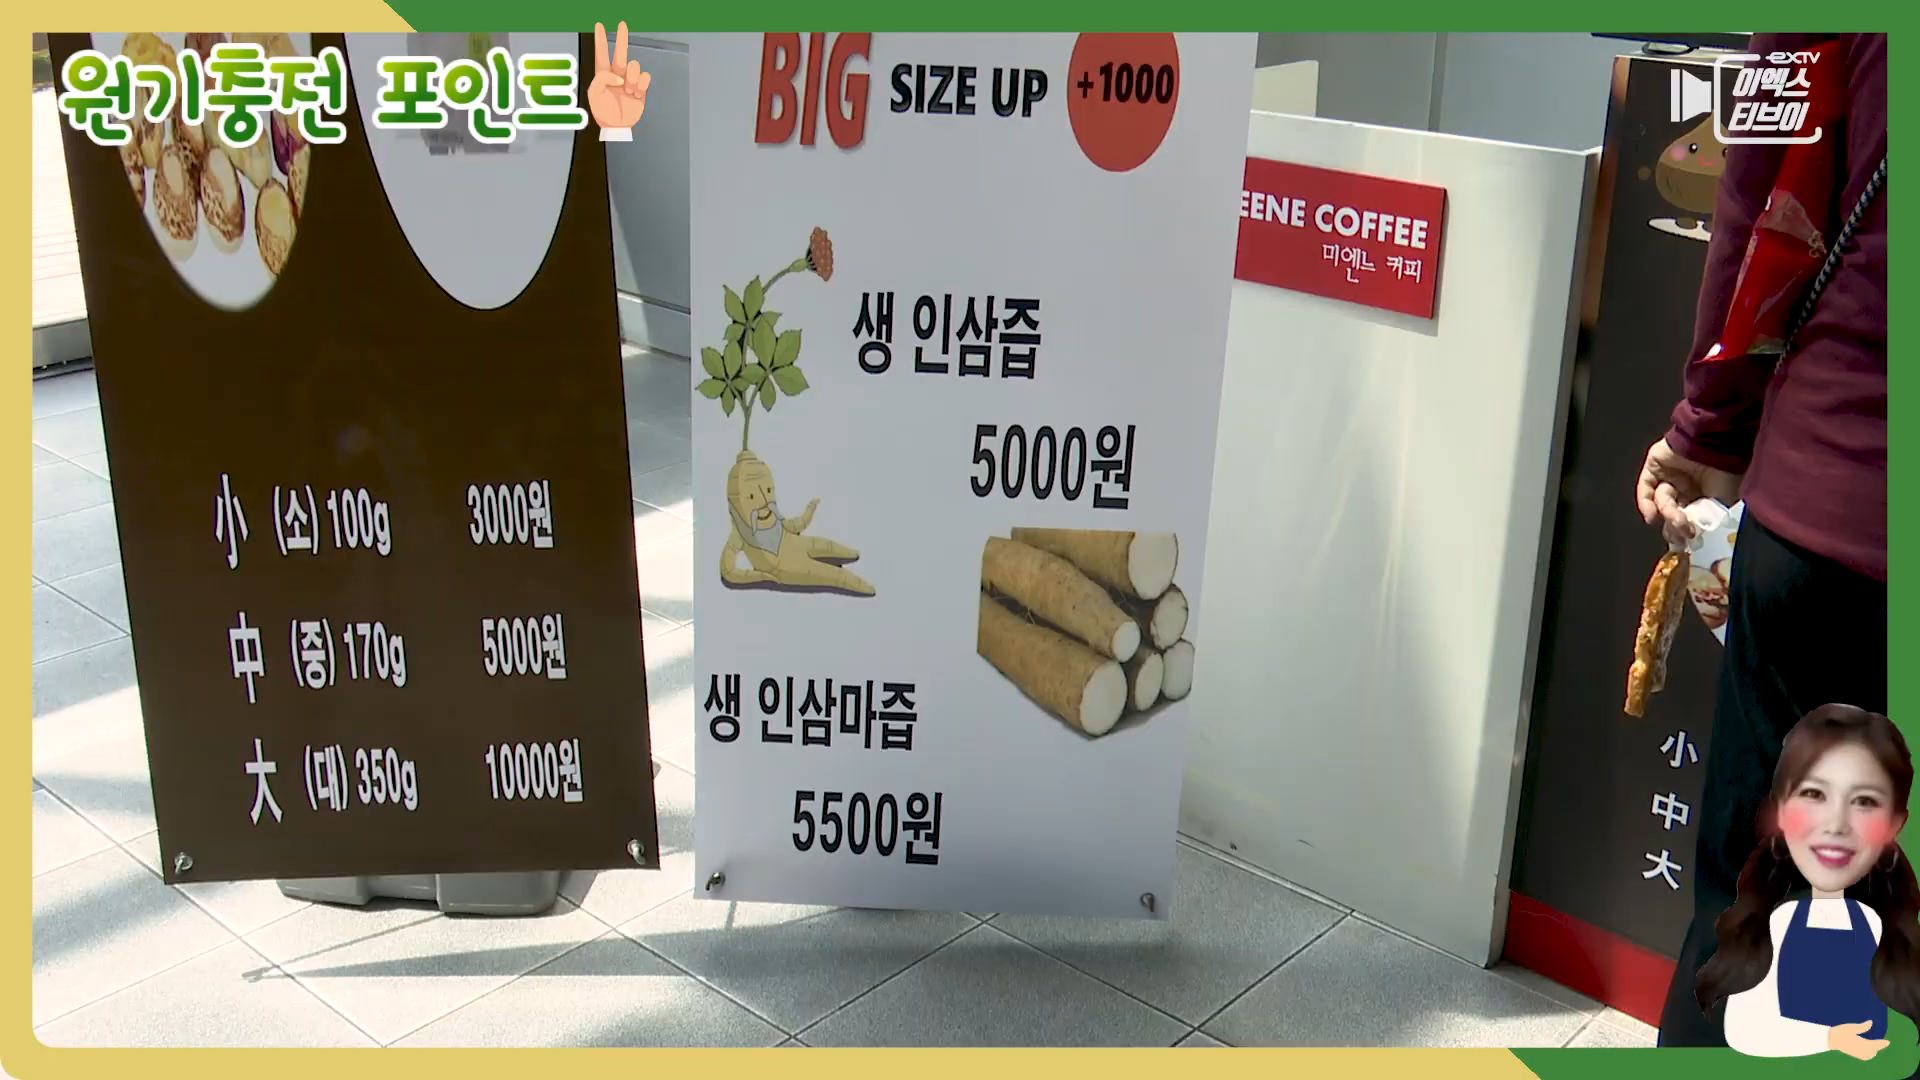 원기충전 포인트
exTV
이엑스
티브이
BIG SIZE UP +1000
EENE COFFEE
미엔느 커피
생 인삼즙
5000원
생 인삼마즙
5500원
小 (소) 100g 3000원
中 (중) 170g 5000원
大 (대) 350g 10000원
小
中
大